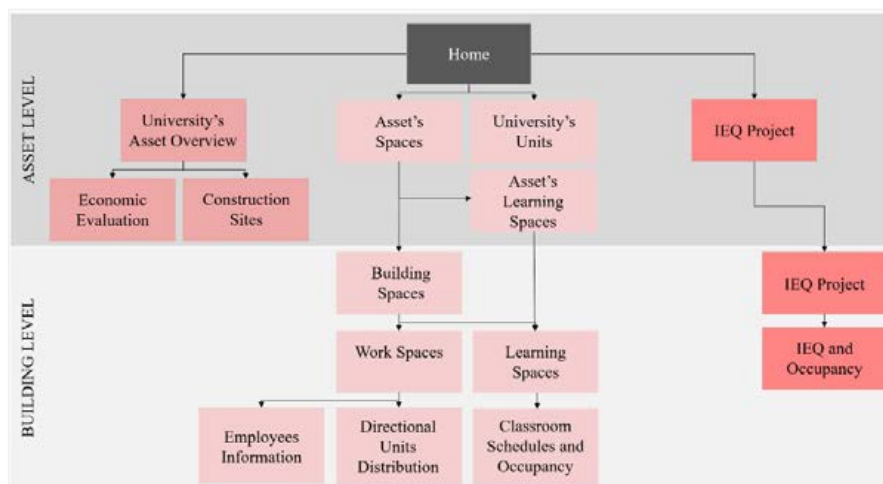 Home
ASSET LEVEL
University's
Asset Overview
Asset's
Spaces
University's
Units
IEQ Project
Economic
Evaluation
Construction
Sites
Asset's
Learning
Spaces
BUILDING LEVEL
Building
Spaces
IEQ Project
Work Spaces
Learning
Spaces
IEQ and
Occupancy
Employees
Information
Directional
Units
Distribution
Classroom
Schedules and
Occupancy